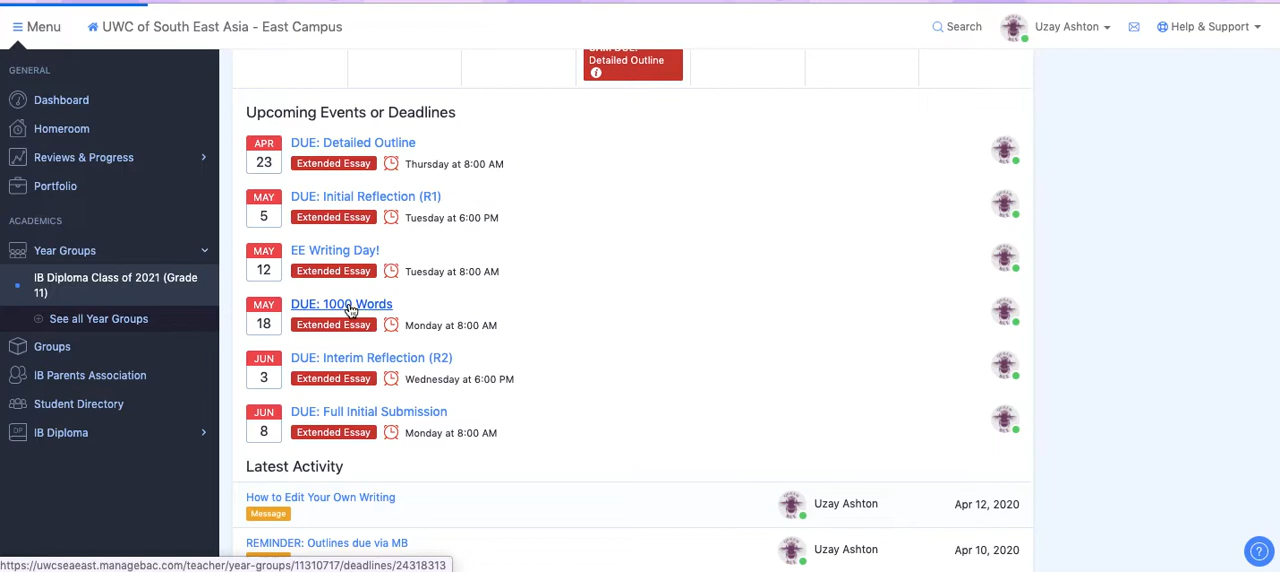 Menu
UWC of South East Asia - East Campus
Search
Uzay Ashton
Help & Support
GENERAL
Dashboard
Homeroom
Reviews & Progress
Portfolio
ACADEMICS
Year Groups
IB Diploma Class of 2021 (Grade
11)
See all Year Groups
Groups
IB Parents Association
Student Directory
DP IB Diploma
Detailed Outline
Upcoming Events or Deadlines
APR
23
DUE: Detailed Outline
Extended Essay
Thursday at 8:00 AM
MAY
5
DUE: Initial Reflection (R1)
Extended Essay
Tuesday at 6:00 PM
MAY
12
EE Writing Day!
Extended Essay
Tuesday at 8:00 AM
MAY
18
DUE: 1000 Words
Extended Essay
Monday at 8:00 AM
JUN
3
DUE: Interim Reflection (R2)
Extended Essay
Wednesday at 6:00 PM
JUN
8
DUE: Full Initial Submission
Extended Essay
Monday at 8:00 AM
Latest Activity
How to Edit Your Own Writing
Message
Uzay Ashton
Apr 12, 2020
REMINDER: Outlines due via MB
Uzay Ashton
Apr 10, 2020
https://uwcseaeast.managebac.com/teacher/year-groups/11310717/deadlines/24318313